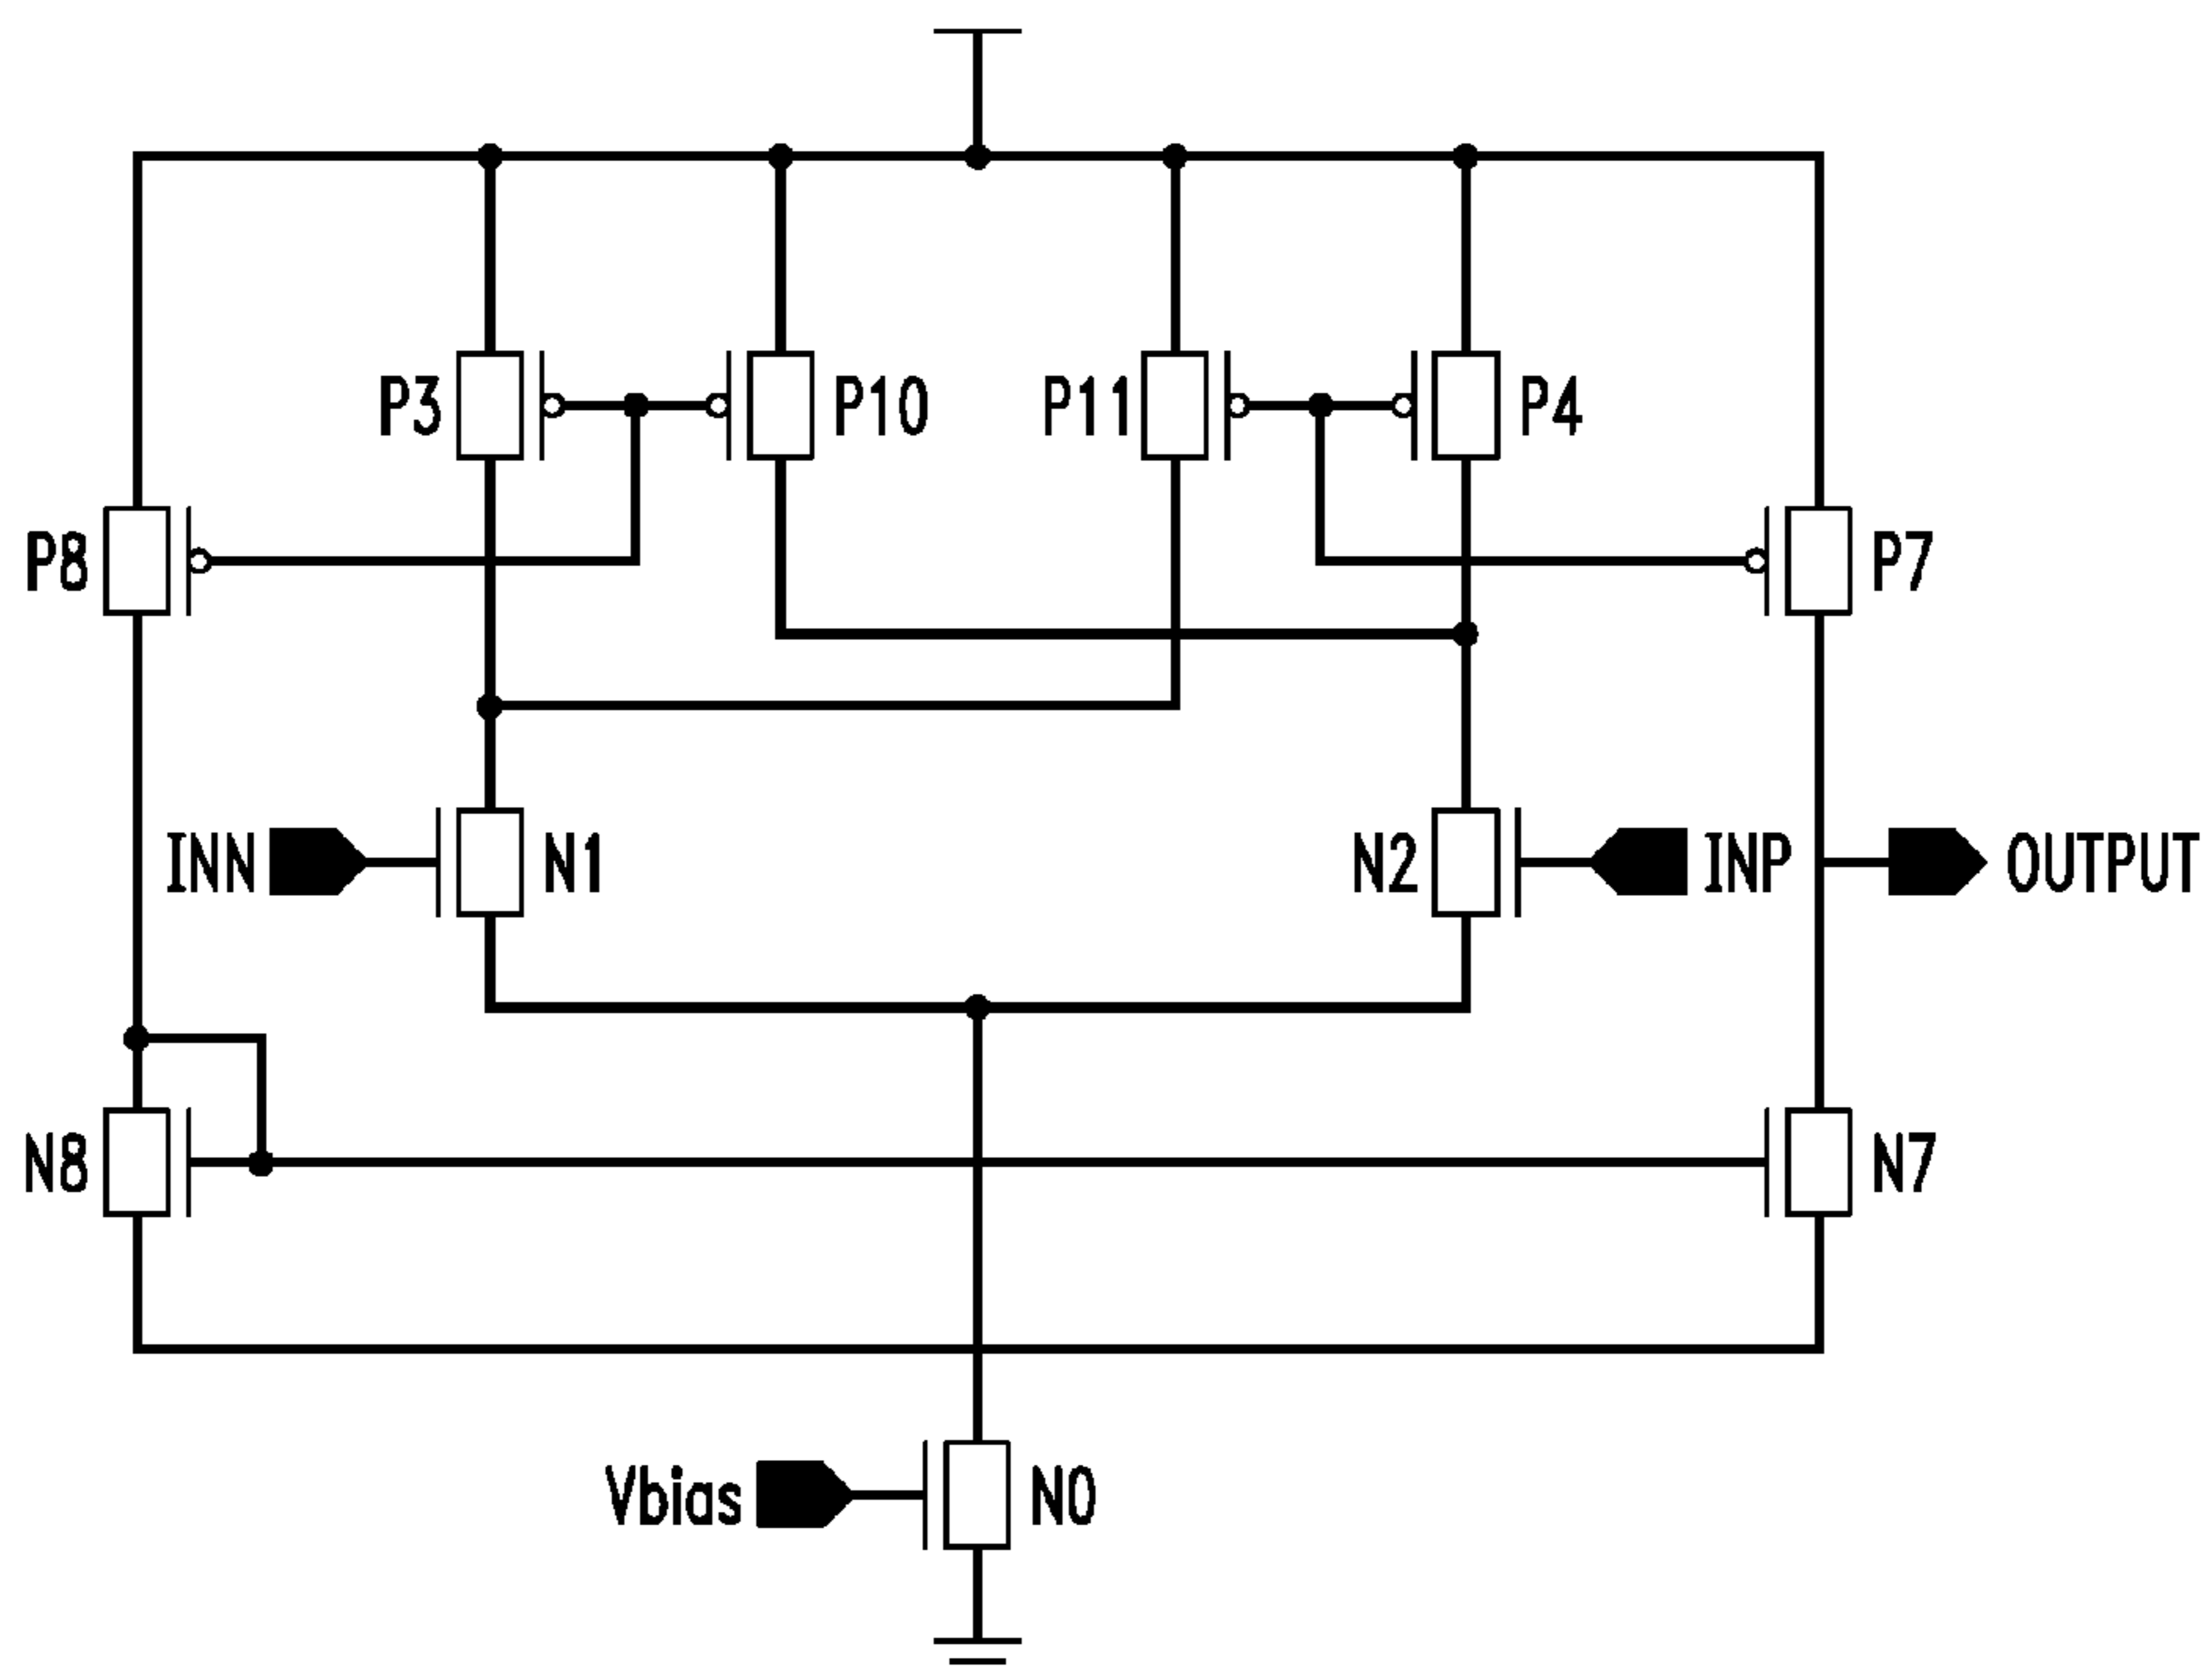 P3
P10
P11
P4
P8
P7
INN
N1
N2
INP
OUTPUT
N8
N7
Vbias
N0